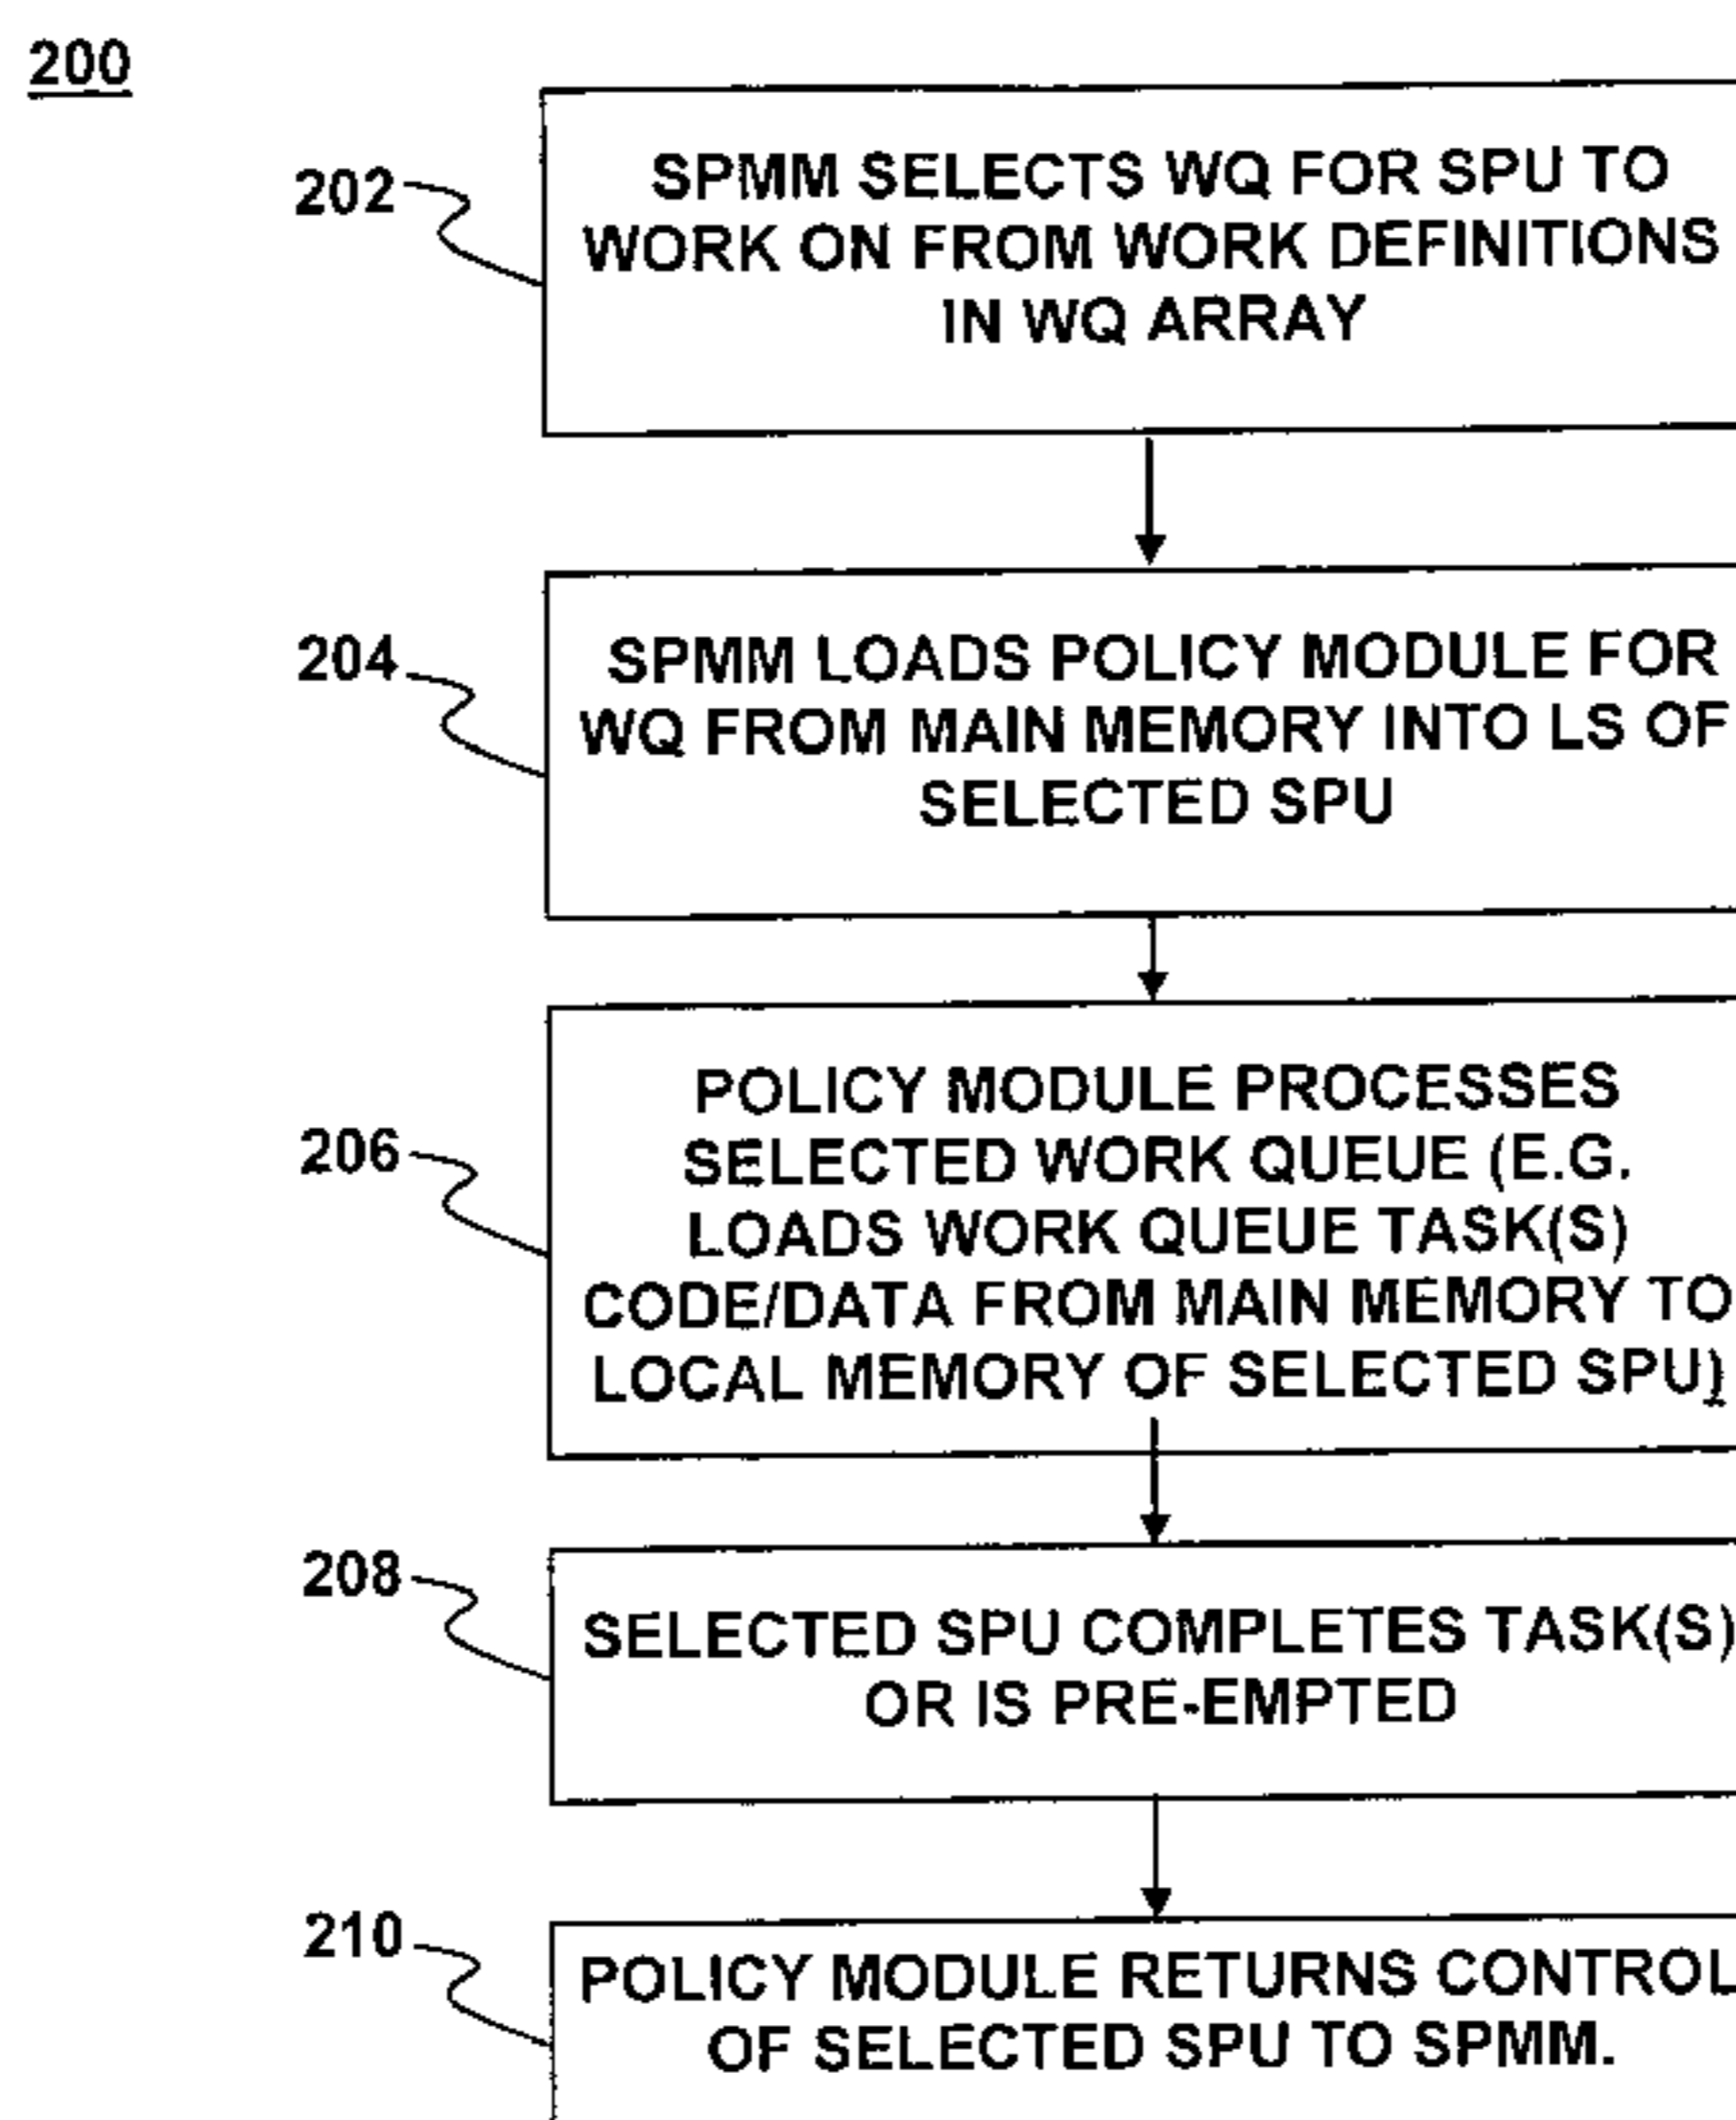 200
202
SPMM SELECTS WQ FOR SPU TO
WORK ON FROM WORK DEFINITIONS
IN WQ ARRAY
204
SPMM LOADS POLICY MODULE FOR
WQ FROM MAIN MEMORY INTO LS OF
SELECTED SPU
206
POLICY MODULE PROCESSES
SELECTED WORK QUEUE (E.G.
LOADS WORK QUEUE TASK(S)
CODE/DATA FROM MAIN MEMORY TO
LOCAL MEMORY OF SELECTED SPU)
208
SELECTED SPU COMPLETES TASK(S)
OR IS PRE-EMPTED
210
POLICY MODULE RETURNS CONTROL
OF SELECTED SPU TO SPMM.